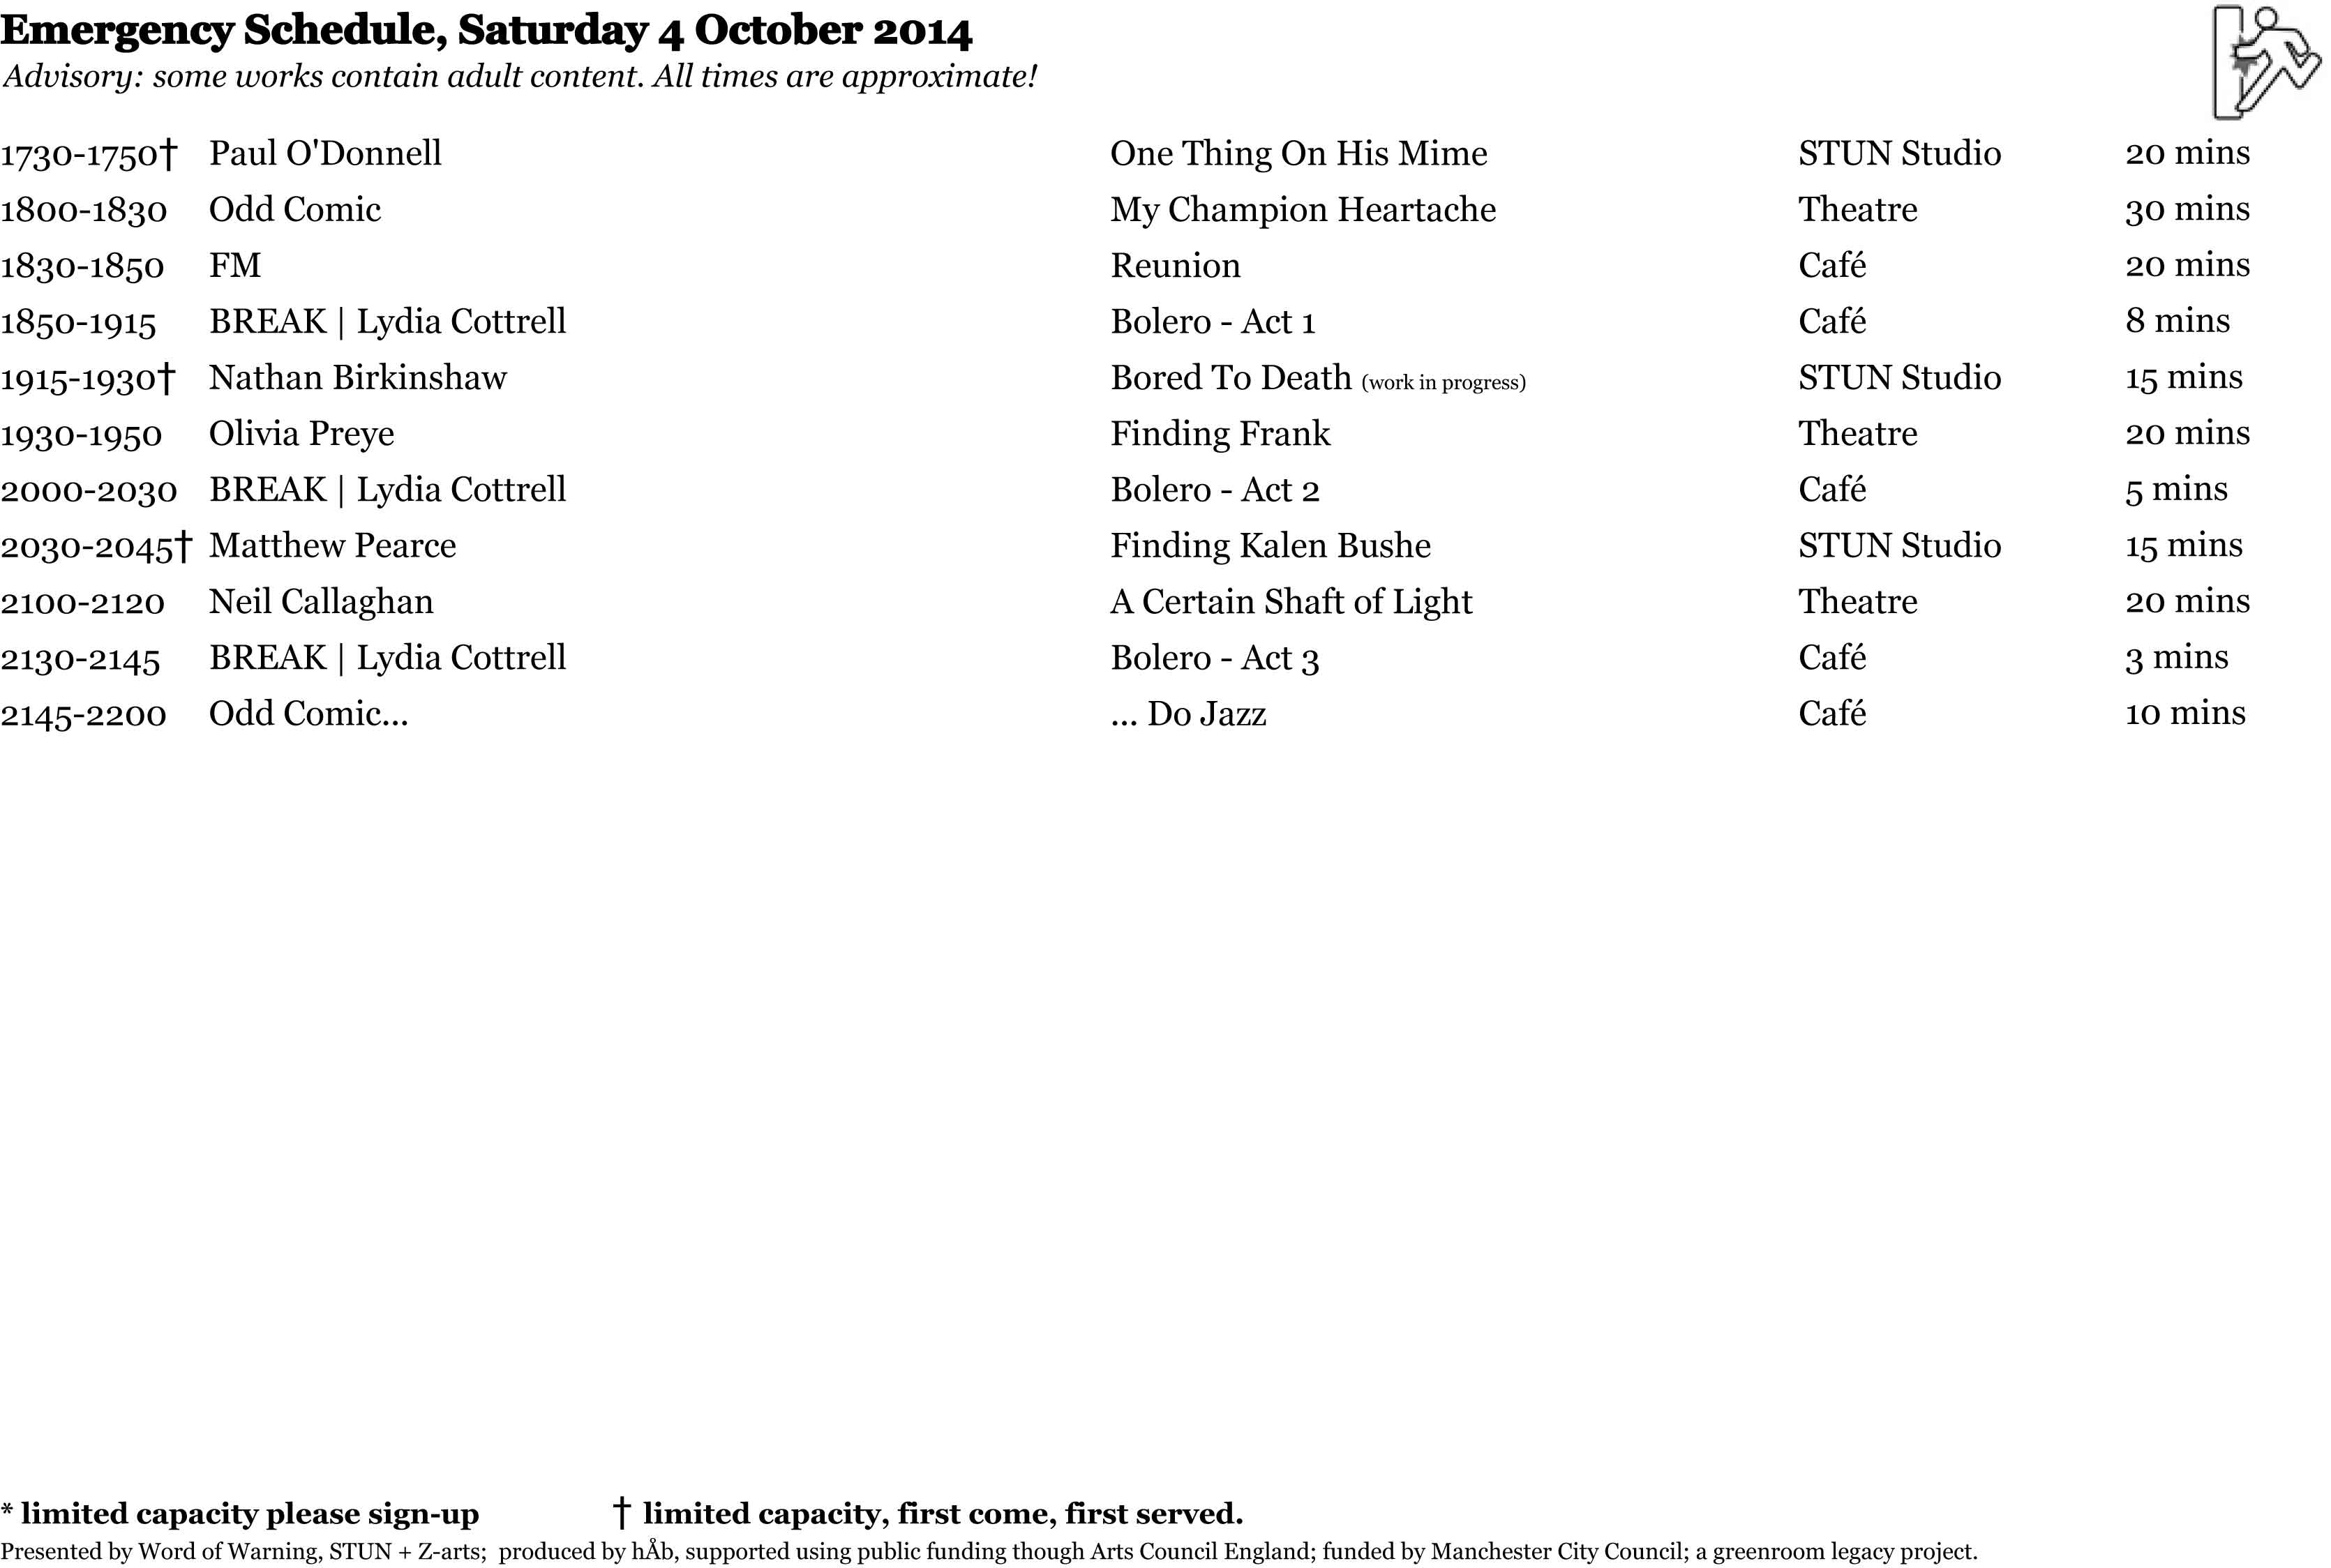 Emergency Schedule, Saturday 4 October 2014
Advisory: some works contain adult content. All times are approximate!
1730-1750† Paul O'Donnell One Thing On His Mime STUN Studio 20 mins
1800-1830 Odd Comic My Champion Heartache Theatre 30 mins
1830-1850 FM Reunion Café 20 mins
1850-1915 BREAK | Lydia Cottrell Bolero - Act 1 Café 8 mins
1915-1930† Nathan Birkinshaw Bored To Death (work in progress) STUN Studio 15 mins
1930-1950 Olivia Preye Finding Frank Theatre 20 mins
2000-2030 BREAK | Lydia Cottrell Bolero - Act 2 Café 5 mins
2030-2045† Matthew Pearce Finding Kalen Bushe STUN Studio 15 mins
2100-2120 Neil Callaghan A Certain Shaft of Light Theatre 20 mins
2130-2145 BREAK | Lydia Cottrell Bolero - Act 3 Café 3 mins
2145-2200 Odd Comic... ... Do Jazz Café 10 mins
* limited capacity please sign-up † limited capacity, first come, first served.
Presented by Word of Warning, STUN + Z-arts; produced by hÅb, supported using public funding though Arts Council England; funded by Manchester City Council; a greenroom legacy project.